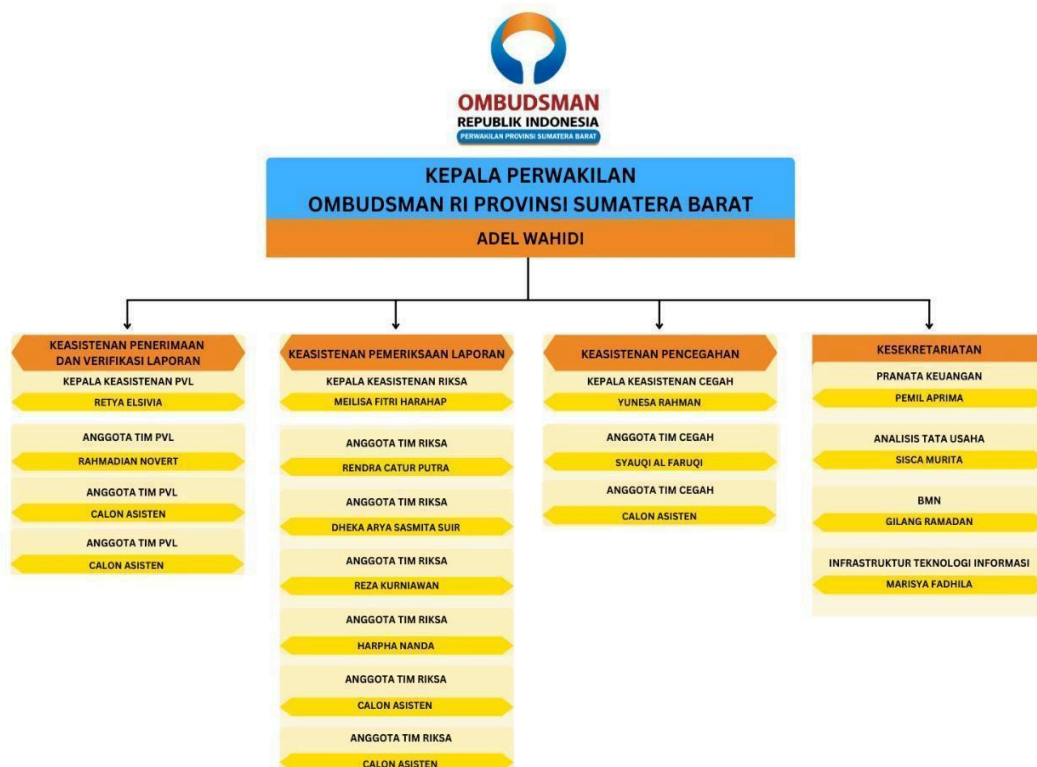 OMBUDSMAN
REPUBLIK INDONESIA
PERWAKILAN PROVINSI SUMATERA BARAT
KEPALA PERWAKILAN
OMBUDSMAN RI PROVINSI SUMATERA BARAT
ADEL WAHIDI
KEASISTENAN PENERIMAAN
DAN VERIFIKASI LAPORAN
KEPALA KEASISTENAN PVL
RETYA ELSIVIA
ANGGOTA TIM PVL
RAHMADIAN NOVERT
ANGGOTA TIM PVL
CALON ASISTEN
ANGGOTA TIM PVL
CALON ASISTEN
KEASISTENAN PEMERIKSAAN LAPORAN
KEPALA KEASISTENAN RIKSA
MEILISA FITRI HARAHAP
ANGGOTA TIM RIKSA
RENDRA CATUR PUTRA
ANGGOTA TIM RIKSA
DHEKA ARYA SASMITA SUIR
ANGGOTA TIM RIKSA
REZA KURNIAWAN
ANGGOTA TIM RIKSA
HARPHA NANDA
ANGGOTA TIM RIKSA
CALON ASISTEN
ANGGOTA TIM RIKSA
CALON ASISTEN
KEASISTENAN PENCEGAHAN
KEPALA KEASISTENAN CEGAH
YUNESA RAHMAN
ANGGOTA TIM CEGAH
SYAUQI AL FARUQI
ANGGOTA TIM CEGAH
CALON ASISTEN
KESEKRETARIATAN
PRANATA KEUANGAN
PEMIL APRIMA
ANALISIS TATA USAHA
SISCA MURITA
BMN
GILANG RAMADAN
INFRASTRUKTUR TEKNOLOGI INFORMASI
MARISYA FADHILA